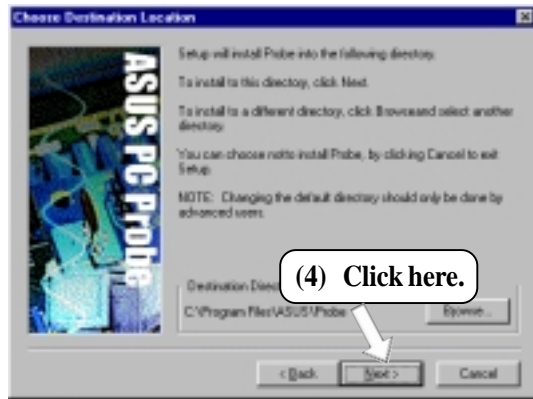 Choose Destination Location
ASUS PC Probe
Setup will install Probe into the following directory.
To install to this directory, click Next.
To install to a different directory, click Browse and select another
directory.
You can choose not to install Probe, by clicking Cancel to exit
Setup.
NOTE: Changing the default directory should only be done by
advanced users.
(4) Click here.
Destination Direc
C:\Program Files\ASUS\Probe
Browse...
< Back
Next >
Cancel